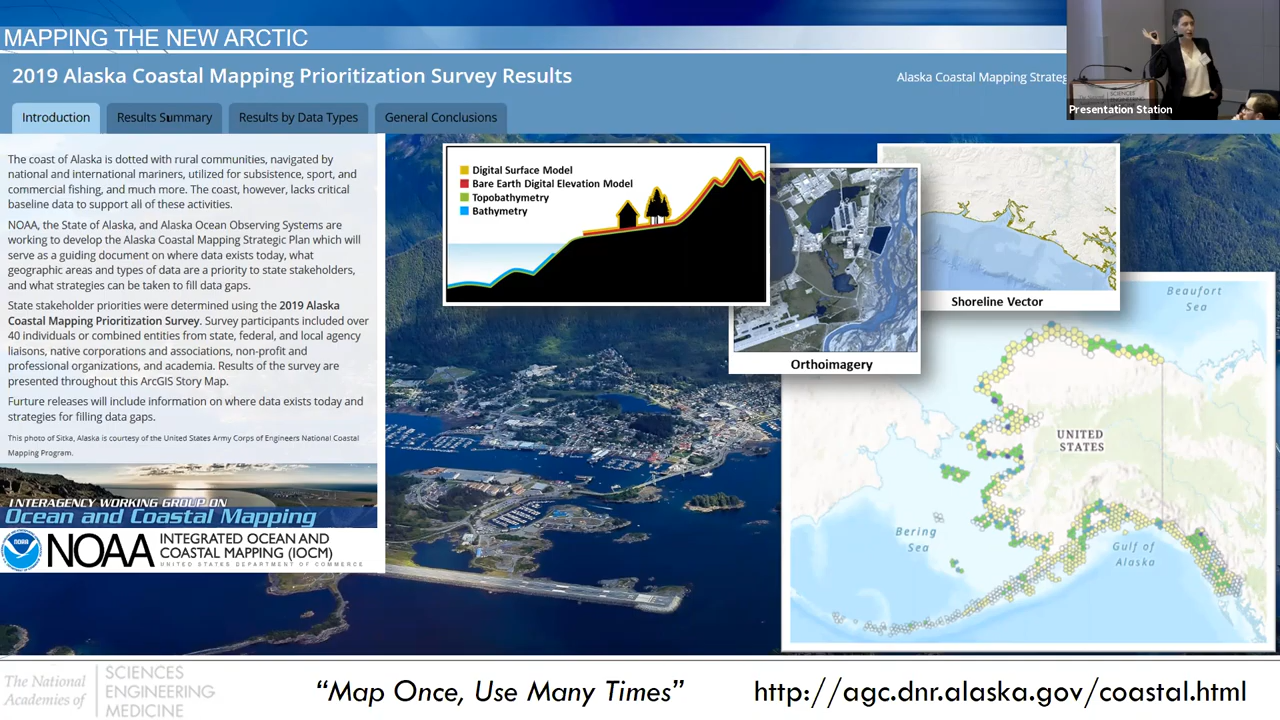 MAPPING THE NEW ARCTIC
2019 Alaska Coastal Mapping Prioritization Survey Results
Alaska Coastal Mapping Strateg
Presentation Station
Introduction
Results Summary
Results by Data Types
General Conclusions
The coast of Alaska is dotted with rural communities, navigated by
national and international mariners, utilized for subsistence, sport, and
commercial fishing, and much more. The coast, however, lacks critical
baseline data to support all of these activities.
NOAA, the State of Alaska, and Alaska Ocean Observing Systems are
working to develop the Alaska Coastal Mapping Strategic Plan which will
serve as a guiding document on where data exists today, what
geographic areas and types of data are a priority to state stakeholders,
and what strategies can be taken to fill data gaps.
State stakeholder priorities were determined using the 2019 Alaska
Coastal Mapping Prioritization Survey. Survey participants included over
40 individuals or combined entities from state, federal, and local agency
liaisons, native corporations and associations, non-profit and
professional organizations, and academia. Results of the survey are
presented throughout this ArcGIS Story Map.
Furture releases will include information on where data exists today and
strategies for filling data gaps.
This photo of Sitka, Alaska is courtesy of the United States Army Corps of Engineers National Coastal
Mapping Program.
INTERAGENCY WORKING GROUP ON
Ocean and Coastal Mapping
NOAA
NOAA
INTEGRATED OCEAN AND
COASTAL MAPPING (IOCM)
UNITED STATES DEPARTMENT OF COMMERCE
Digital Surface Model
Bare Earth Digital Elevation Model
Topobathymetry
Bathymetry
Orthoimagery
Shoreline Vector
Beaufort
Sea
UNITED
STATES
Bering
Sea
Gulf of
Alaska
The National
Academies of
SCIENCES
ENGINEERING
MEDICINE
“Map Once, Use Many Times”
http://agc.dnr.alaska.gov/coastal.html